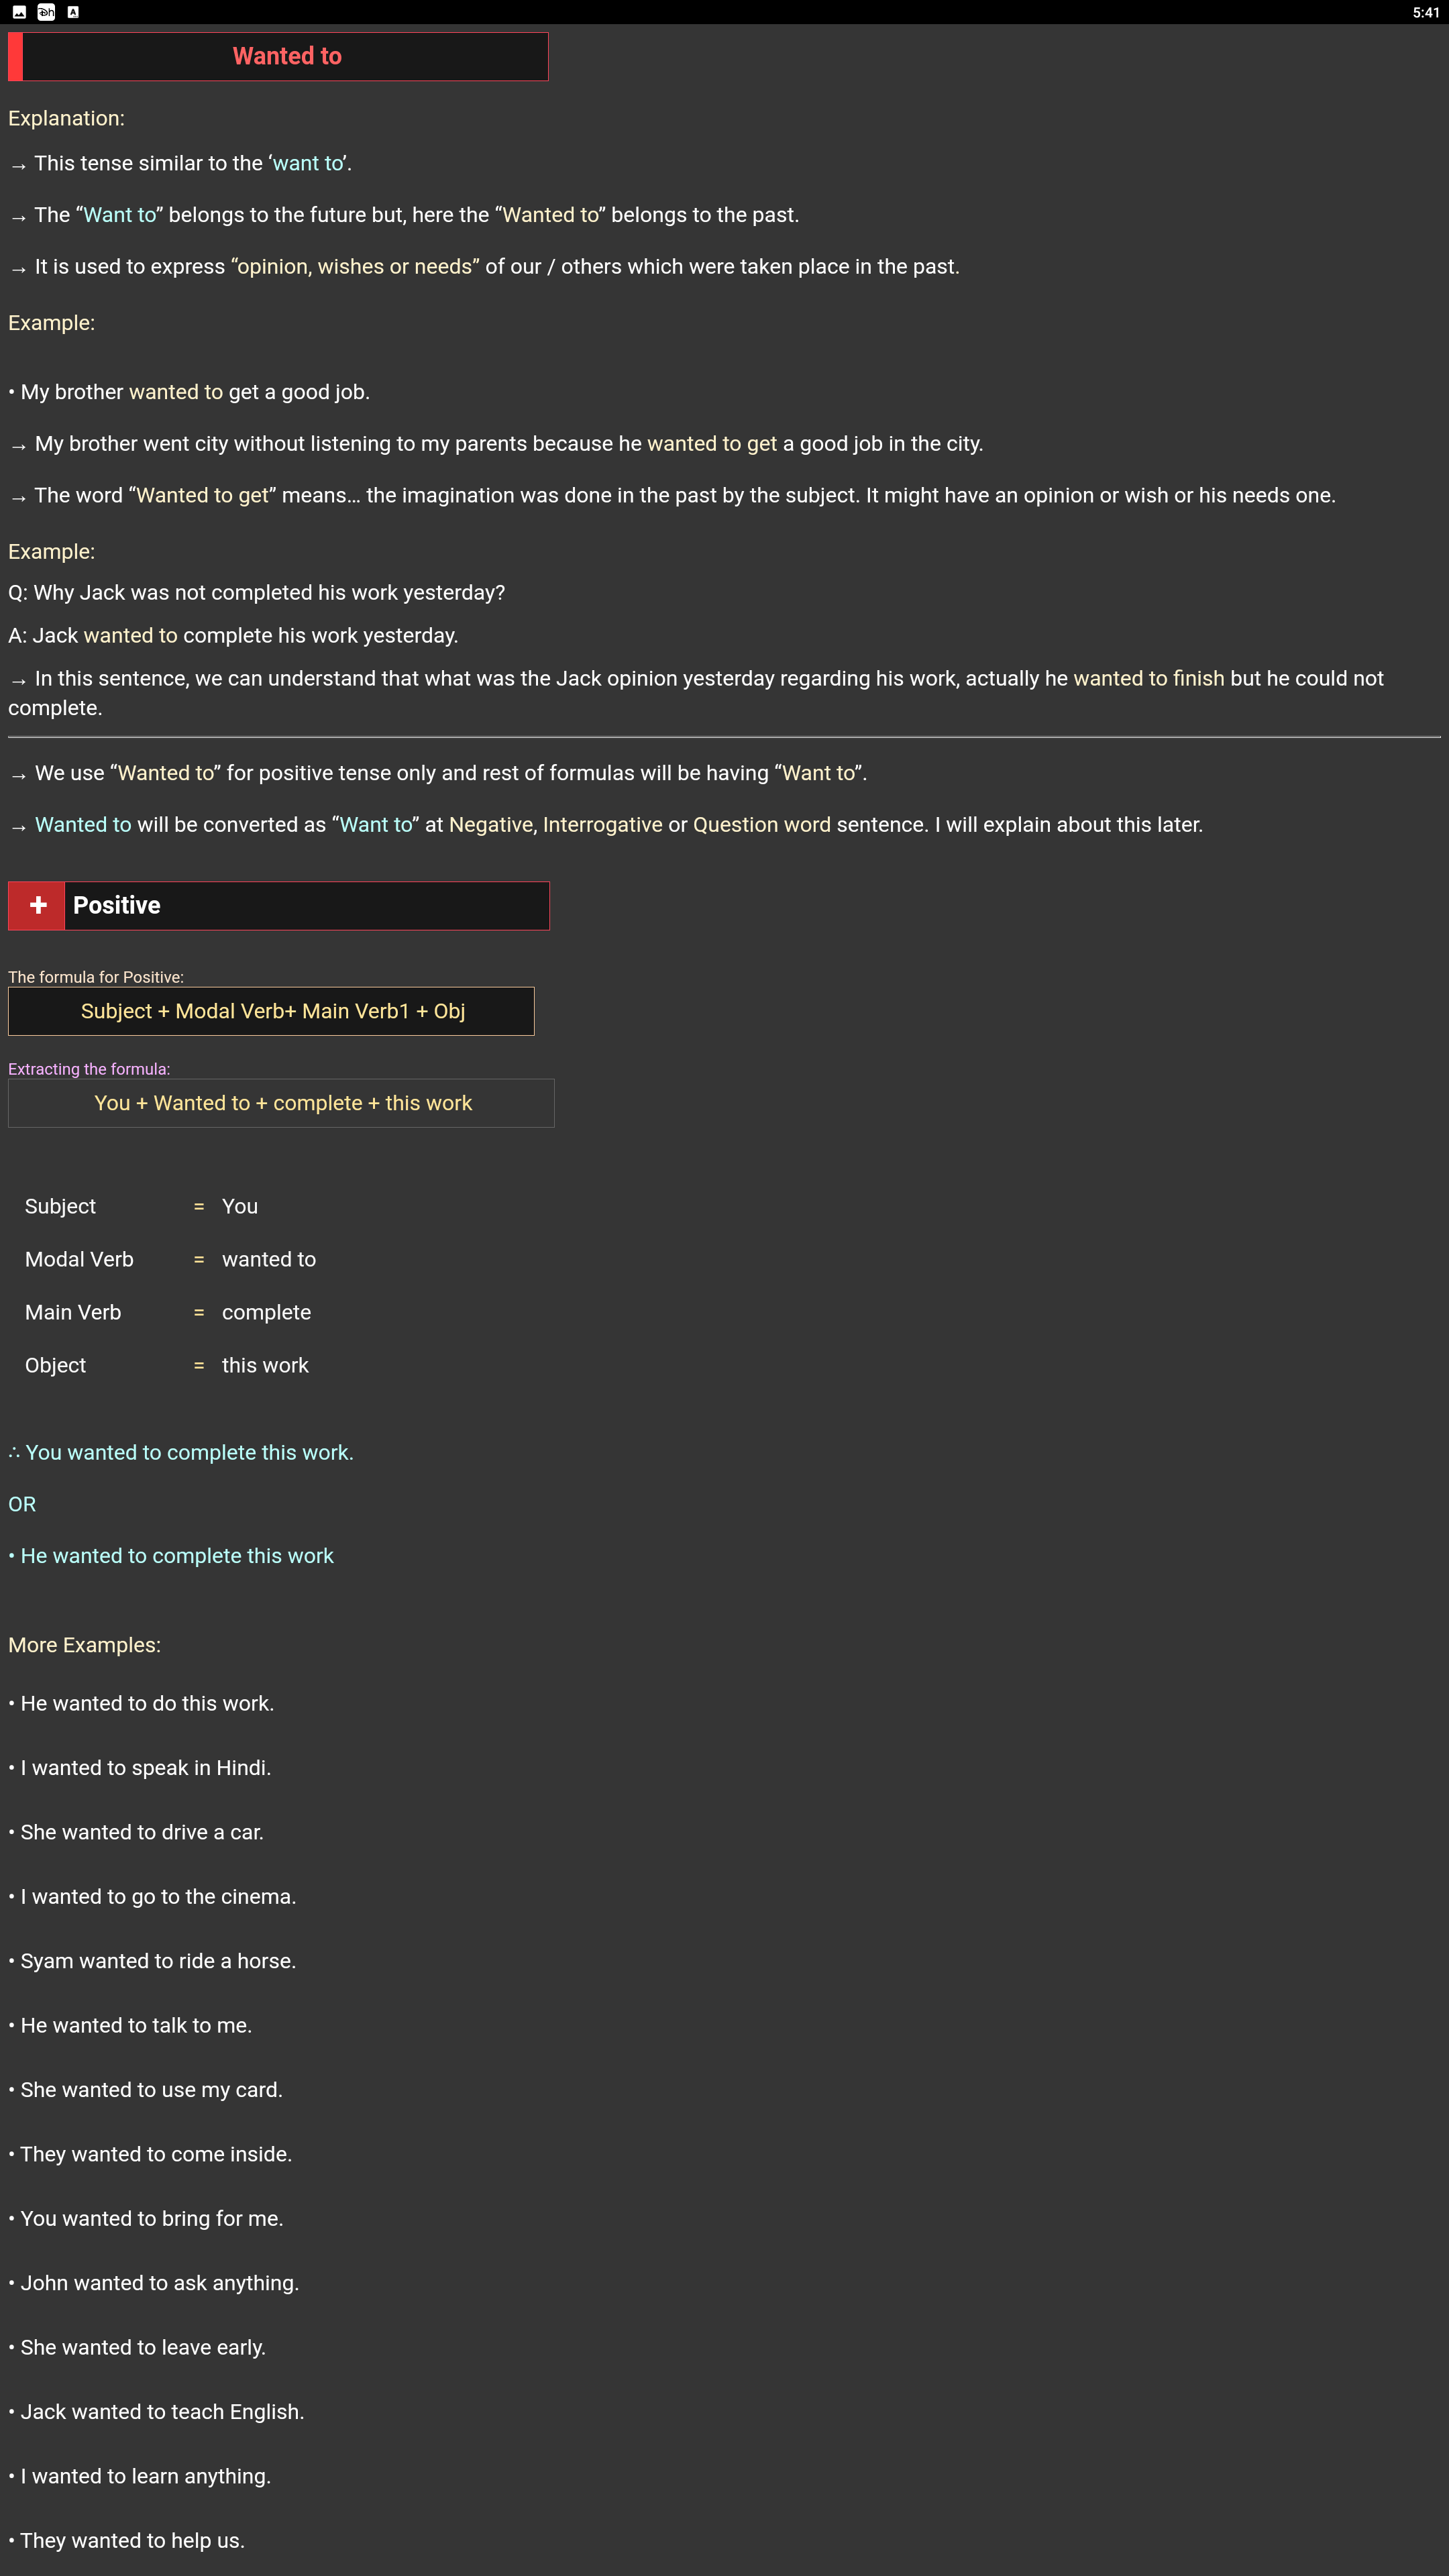 5:41
Wanted to
Explanation:
→ This tense similar to the ‘want to’.
→ The “Want to” belongs to the future but, here the “Wanted to” belongs to the past.
→ It is used to express “opinion, wishes or needs” of our / others which were taken place in the past.
Example:
• My brother wanted to get a good job.
→ My brother went city without listening to my parents because he wanted to get a good job in the city.
→ The word “Wanted to get” means… the imagination was done in the past by the subject. It might have an opinion or wish or his needs one.
Example:
Q: Why Jack was not completed his work yesterday?
A: Jack wanted to complete his work yesterday.
→ In this sentence, we can understand that what was the Jack opinion yesterday regarding his work, actually he wanted to finish but he could not
complete.
→ We use “Wanted to” for positive tense only and rest of formulas will be having “Want to”.
→ Wanted to will be converted as “Want to” at Negative, Interrogative or Question word sentence. I will explain about this later.
+ Positive
The formula for Positive:
Subject + Modal Verb+ Main Verb1 + Obj
Extracting the formula:
You + Wanted to + complete + this work
Subject = You
Modal Verb = wanted to
Main Verb = complete
Object = this work
∴ You wanted to complete this work.
OR
• He wanted to complete this work
More Examples:
• He wanted to do this work.
• I wanted to speak in Hindi.
• She wanted to drive a car.
• I wanted to go to the cinema.
• Syam wanted to ride a horse.
• He wanted to talk to me.
• She wanted to use my card.
• They wanted to come inside.
• You wanted to bring for me.
• John wanted to ask anything.
• She wanted to leave early.
• Jack wanted to teach English.
• I wanted to learn anything.
• They wanted to help us.